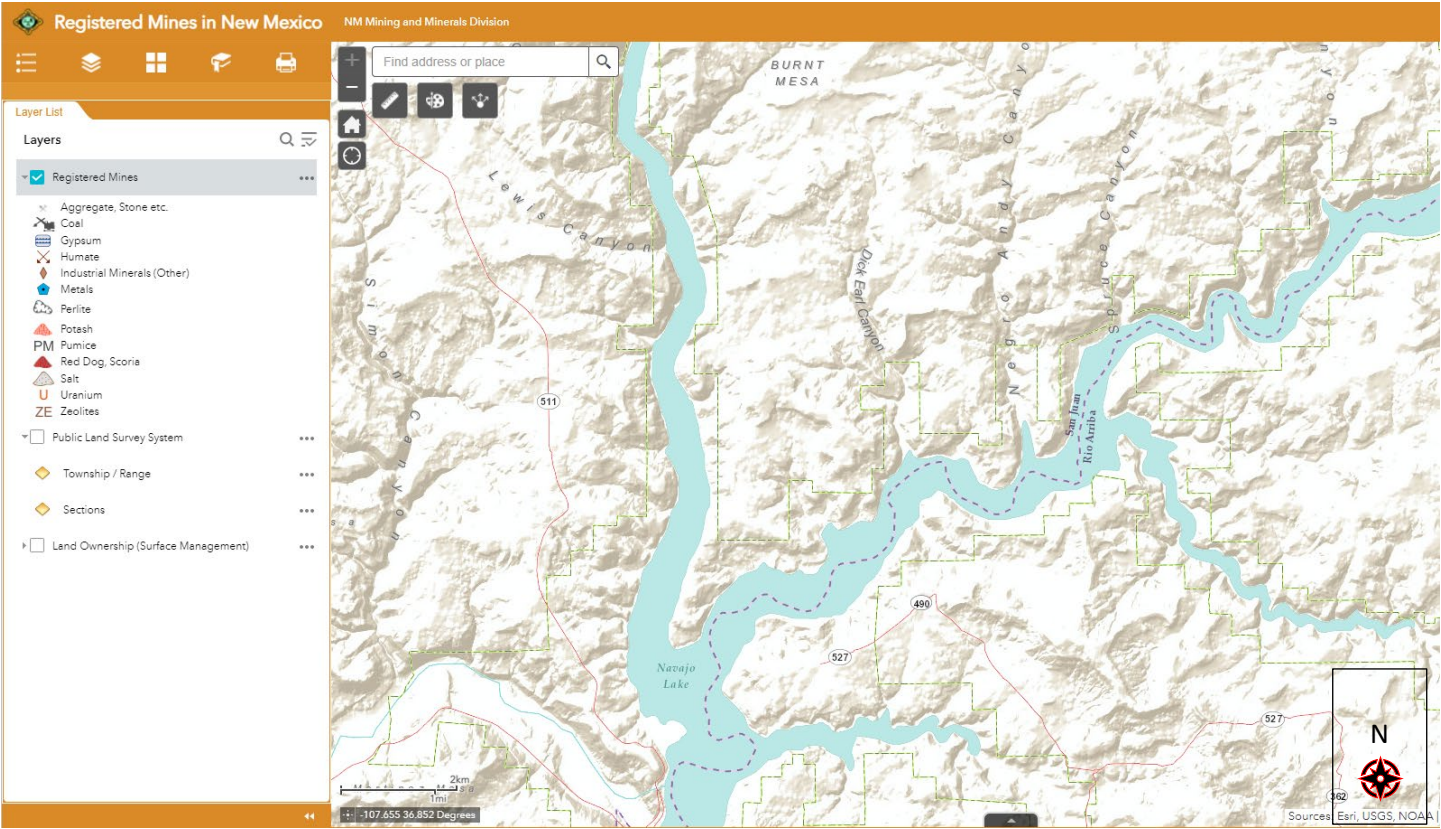 Registered Mines in New Mexico NM Mining and Minerals Division
Find address or place
Layer List
Layers
Registered Mines
Aggregate, Stone etc.
Coal
Gypsum
Humate
Industrial Minerals (Other)
Metals
Perlite
Potash
PM Pumice
Red Dog, Scoria
Salt
U Uranium
ZE Zeolites
Public Land Survey System
Township / Range
Sections
Land Ownership (Surface Management)
BURNT
MESA
Lewis Canyon
Simon Canyon
Dick Earl Canyon
Negro Andy Canyon
Spruce Canyon
nyon
511
San Juan
Rio Arriba
s a
490
527
Navajo
Lake
527
N
362
2km
1mi
-107.655 36.852 Degrees
Sources: Esri, USGS, NOAA